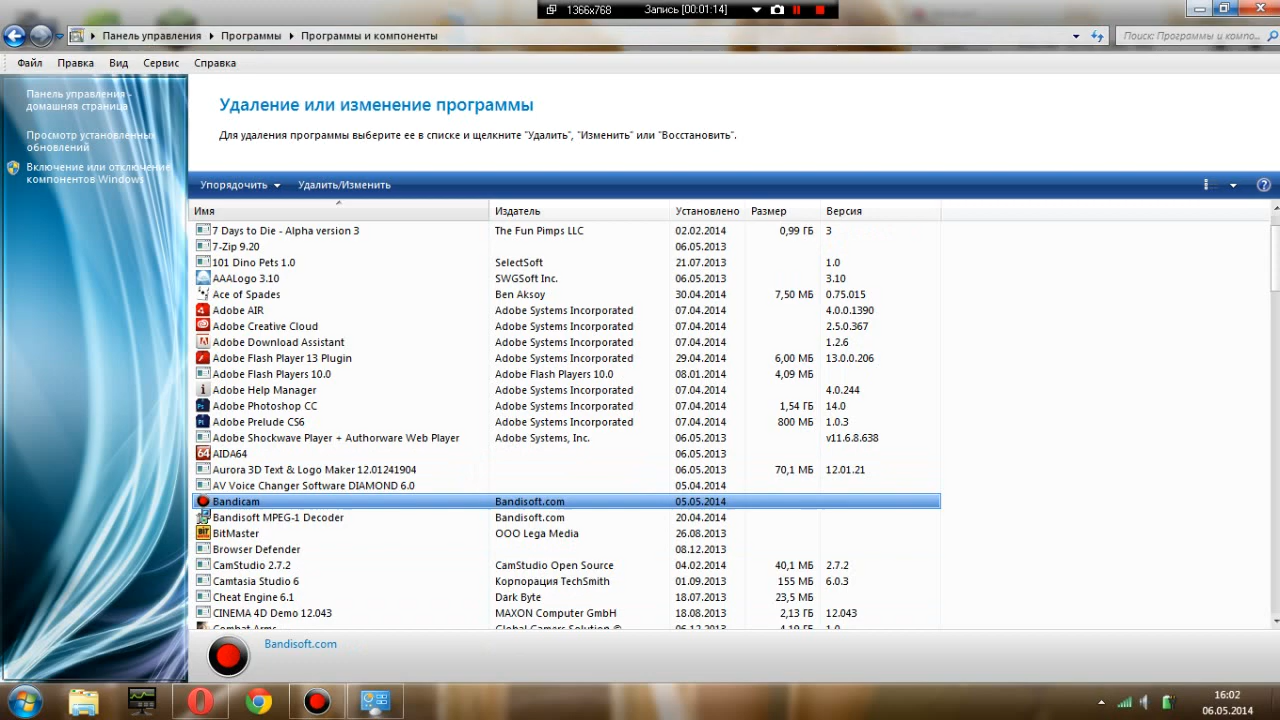 1366x768 Запись [00:01:14]
Панель управления Программы Программы и компоненты Поиск: Программы и компо...
Файл Правка Вид Сервис Справка
Панель управления -
домашняя страница
Просмотр установленных
обновлений
Включение или отключение
компонентов Windows
Удаление или изменение программы
Для удаления программы выберите ее в списке и щелкните "Удалить", "Изменить" или "Восстановить".
Упорядочить Удалить/Изменить
Имя Издатель Установлено Размер Версия
7 Days to Die - Alpha version 3 The Fun Pimps LLC 02.02.2014 0,99 ГБ 3
7-Zip 9.20 06.05.2013
101 Dino Pets 1.0 SelectSoft 21.07.2013 1.0
AAALogo 3.10 SWGSoft Inc. 06.05.2013 3.10
Ace of Spades Ben Aksoy 30.04.2014 7,50 МБ 0.75.015
Adobe AIR Adobe Systems Incorporated 07.04.2014 4.0.0.1390
Adobe Creative Cloud Adobe Systems Incorporated 07.04.2014 2.5.0.367
Adobe Download Assistant Adobe Systems Incorporated 07.04.2014 1.2.6
Adobe Flash Player 13 Plugin Adobe Systems Incorporated 29.04.2014 6,00 МБ 13.0.0.206
Adobe Flash Players 10.0 Adobe Flash Players 10.0 08.01.2014 4,09 МБ
Adobe Help Manager Adobe Systems Incorporated 07.04.2014 4.0.244
Adobe Photoshop CC Adobe Systems Incorporated 07.04.2014 1,54 ГБ 14.0
Adobe Prelude CS6 Adobe Systems Incorporated 07.04.2014 800 МБ 1.0.3
Adobe Shockwave Player + Authorware Web Player Adobe Systems, Inc. 06.05.2013 v11.6.8.638
AIDA64 06.05.2013
Aurora 3D Text & Logo Maker 12.01241904 06.05.2013 70,1 МБ 12.01.21
AV Voice Changer Software DIAMOND 6.0 05.04.2014
Bandicam Bandisoft.com 05.05.2014
Bandisoft MPEG-1 Decoder Bandisoft.com 20.04.2014
BitMaster ООО Lega Media 26.08.2013
Browser Defender 08.12.2013
CamStudio 2.7.2 CamStudio Open Source 04.02.2014 40,1 МБ 2.7.2
Camtasia Studio 6 Корпорация TechSmith 01.09.2013 155 МБ 6.0.3
Cheat Engine 6.1 Dark Byte 18.07.2013 23,5 МБ
CINEMA 4D Demo 12.043 MAXON Computer GmbH 18.08.2013 2,13 ГБ 12.043
Combat Arms Global Gamers Solution © 06.12.2013 4,19 ГБ 1.0
Bandisoft.com
16:02
06.05.2014